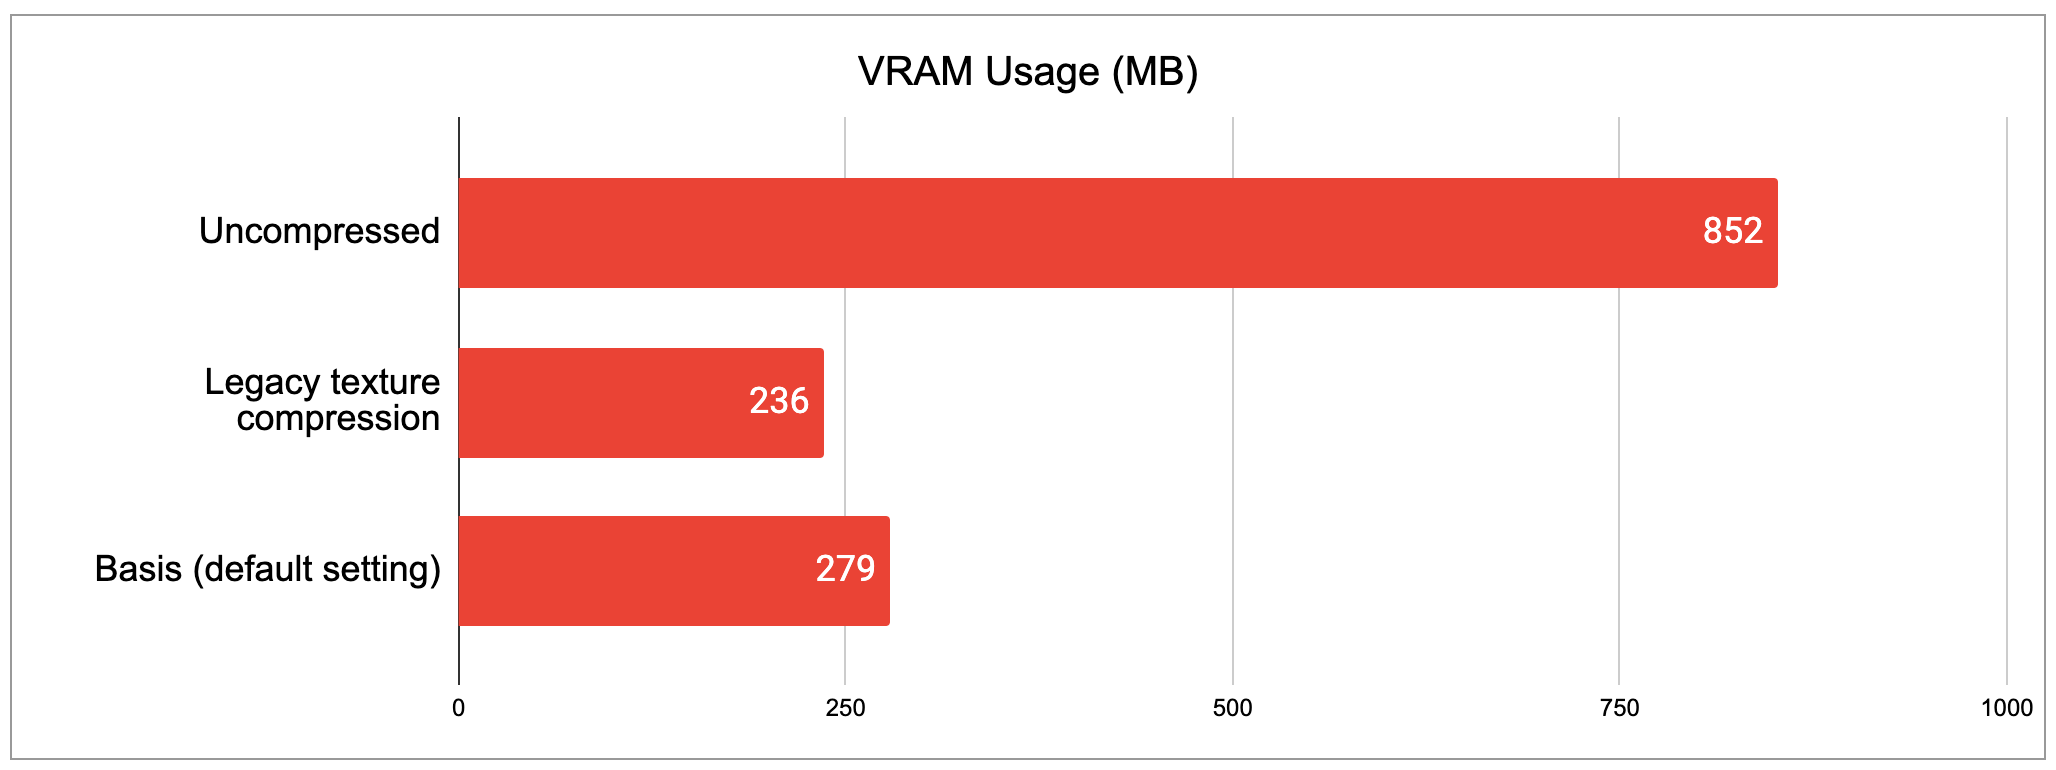 VRAM Usage (MB)
Uncompressed
852
Legacy texture
compression
236
Basis (default setting)
279
0
250
500
750
1000